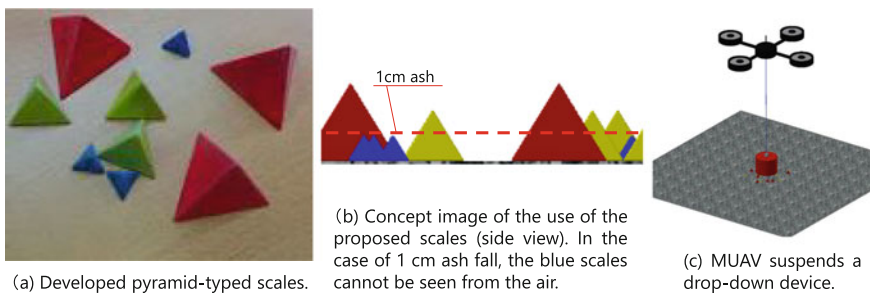 1cm ash
(a) Developed pyramid-typed scales.
(b) Concept image of the use of the
proposed scales (side view). In the
case of 1 cm ash fall, the blue scales
cannot be seen from the air.
(c) MUAV suspends a
drop-down device.